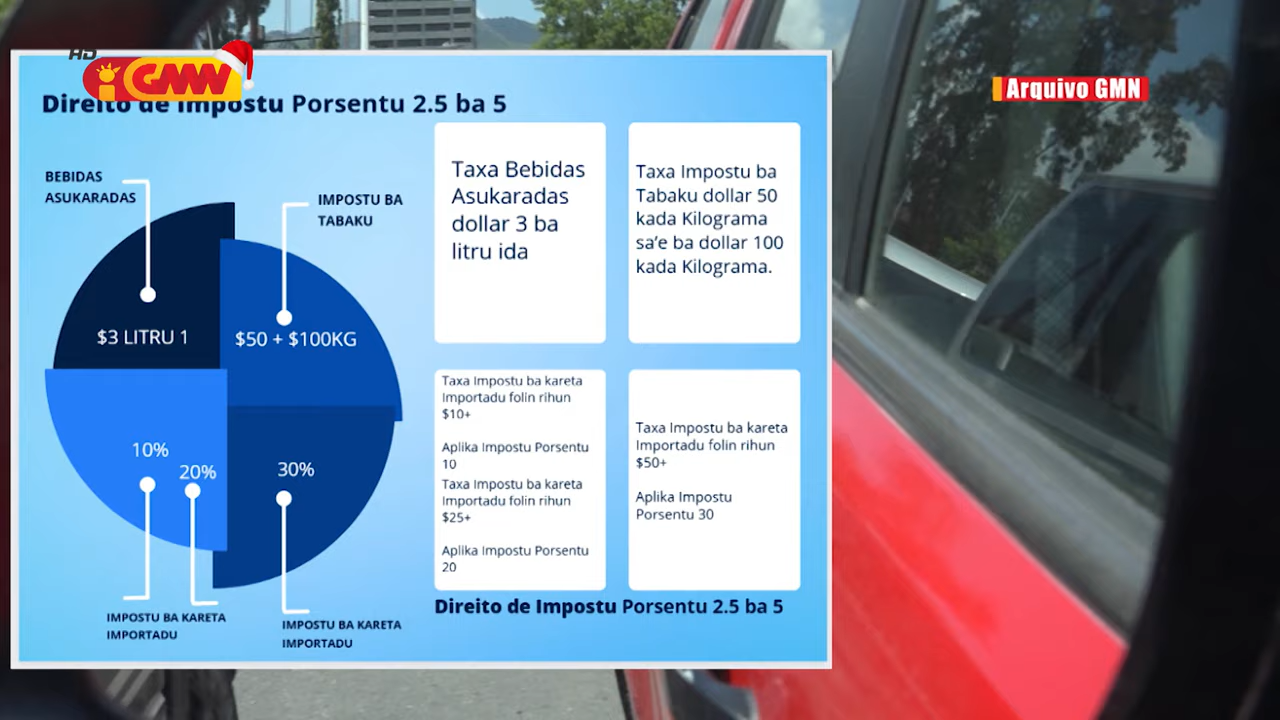 HD
GMN
Arquivo GMN
Direito de Impostu Porsentu 2.5 ba 5
BEBIDAS
ASUKARADAS
IMPOSTU BA
TABAKU
$3 LITRU 1
$50 + $100KG
10%
20%
30%
IMPOSTU BA KARETA
IMPORTADU
IMPOSTU BA KARETA
IMPORTADU
Taxa Bebidas
Asukaradas
dollar 3 ba
litru ida
Taxa Impostu ba
Tabaku dollar 50
kada Kilograma
sa’e ba dollar 100
kada Kilograma.
Taxa Impostu ba kareta
Importadu folin rihun
$10+
Aplika Impostu Porsentu
10
Taxa Impostu ba kareta
Importadu folin rihun
$25+
Aplika Impostu Porsentu
20
Taxa Impostu ba kareta
Importadu folin rihun
$50+
Aplika Impostu
Porsentu 30
Direito de Impostu Porsentu 2.5 ba 5